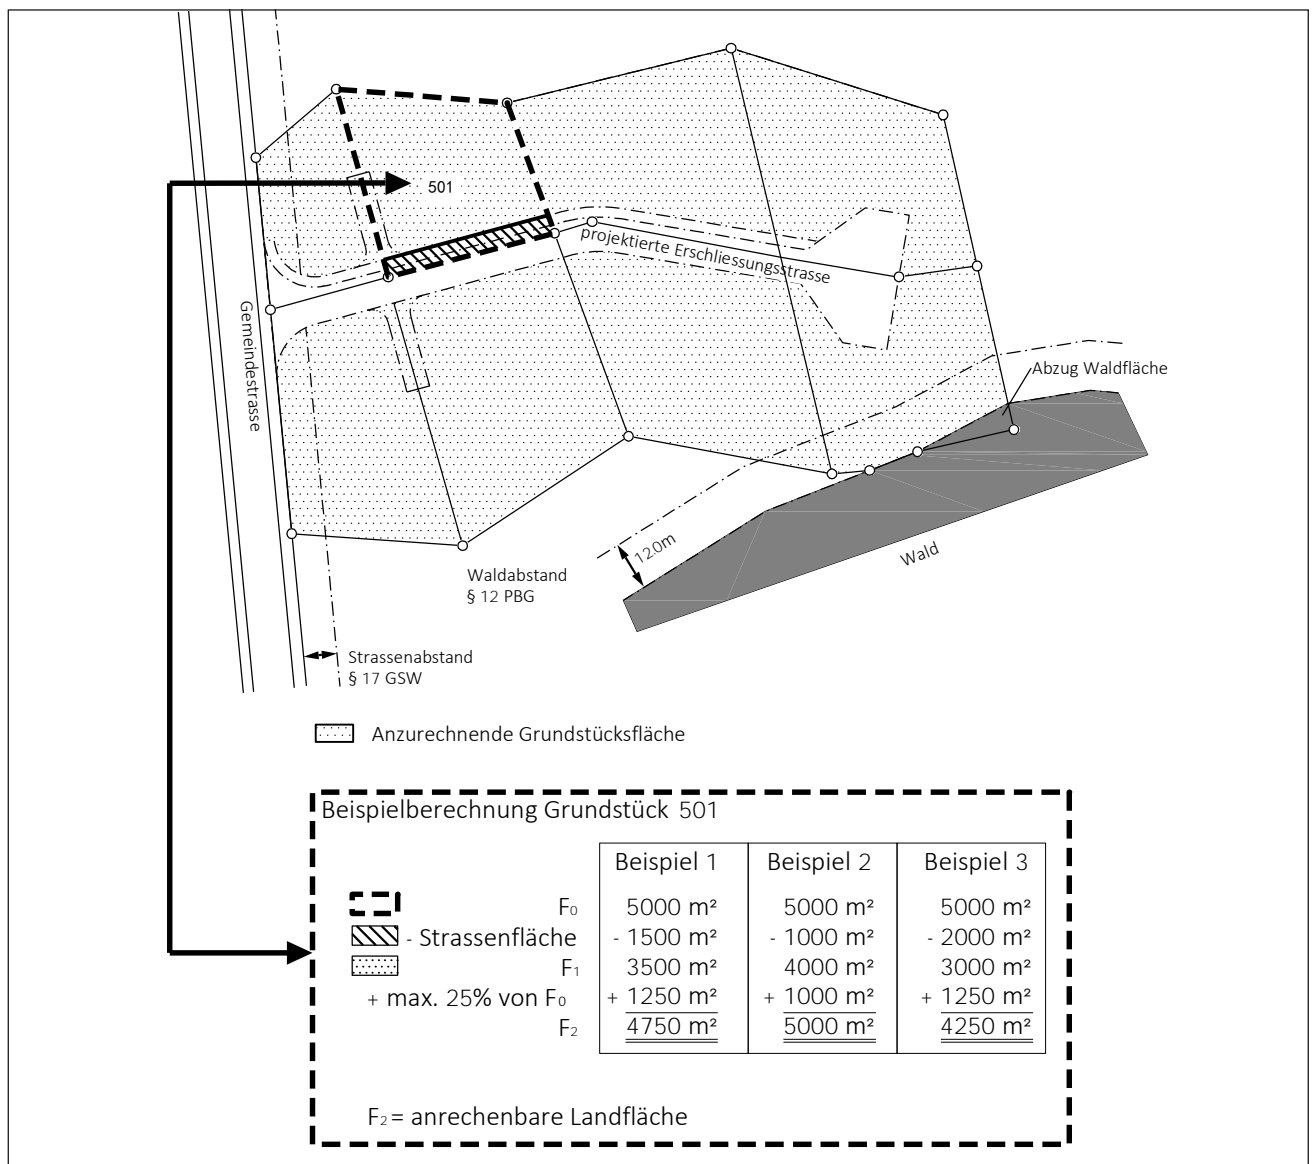 501
projektierte Erschliessungsstrasse
Gemeindestrasse
Abzug Waldfläche
12.0m
Wald
Waldabstand
§ 12 PBG
Strassenabstand
§ 17 GSW
Anzurechnende Grundstücksfläche
Beispielberechnung Grundstück 501
Beispiel 1 Beispiel 2 Beispiel 3
F₀ 5000 m² 5000 m² 5000 m²
- Strassenfläche - 1500 m² - 1000 m² - 2000 m²
F₁ 3500 m² 4000 m² 3000 m²
+ max. 25% von F₀ + 1250 m² + 1000 m² + 1250 m²
F₂ 4750 m² 5000 m² 4250 m²
F₂ = anrechenbare Landfläche